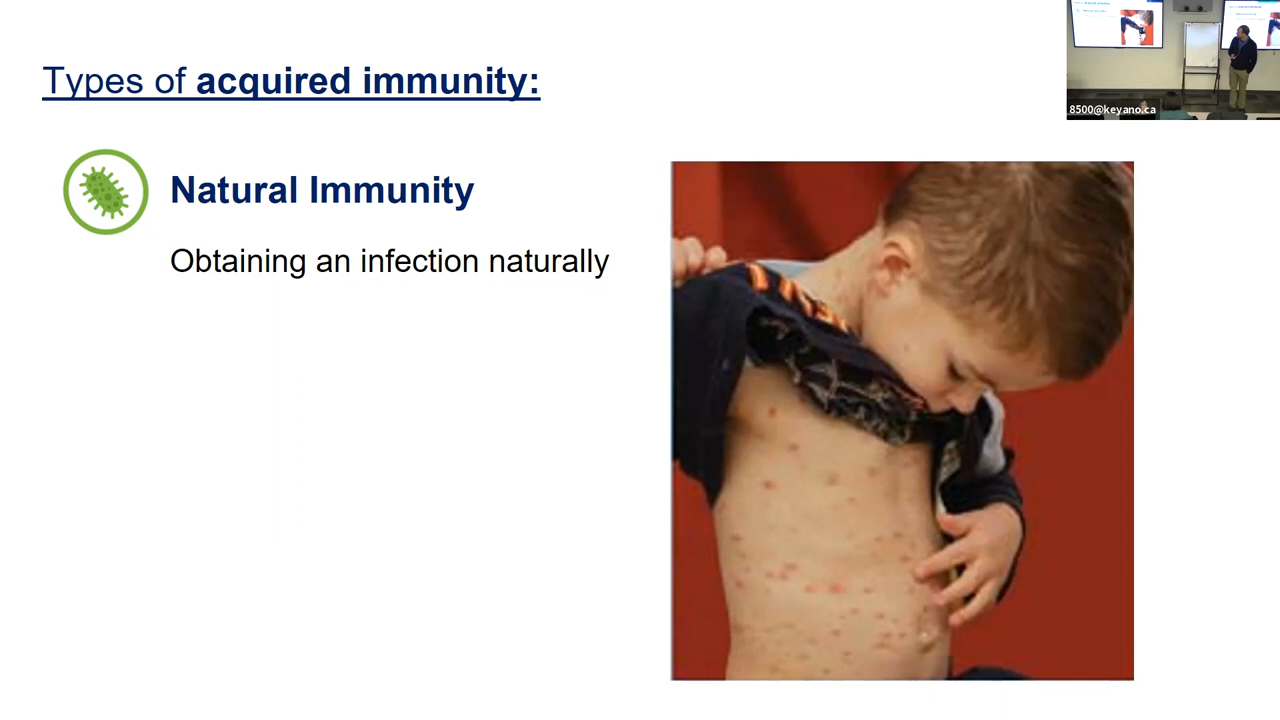 Types of acquired immunity:
Natural Immunity
Obtaining an infection naturally
8500@keyano.ca